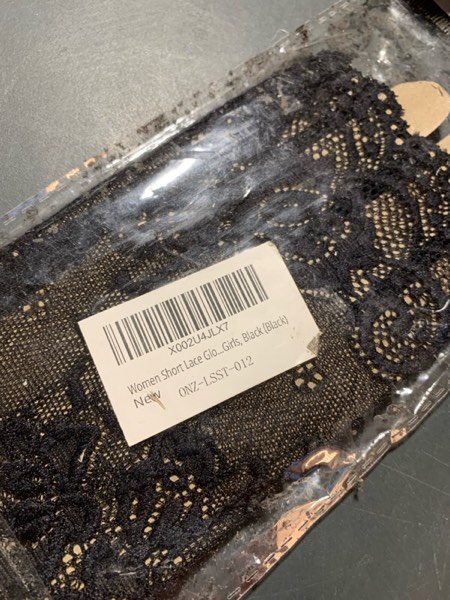 X002U4JLX7
Women Short Lace Glo...Girls, Black (Black)
New
ONZ-LSST-012